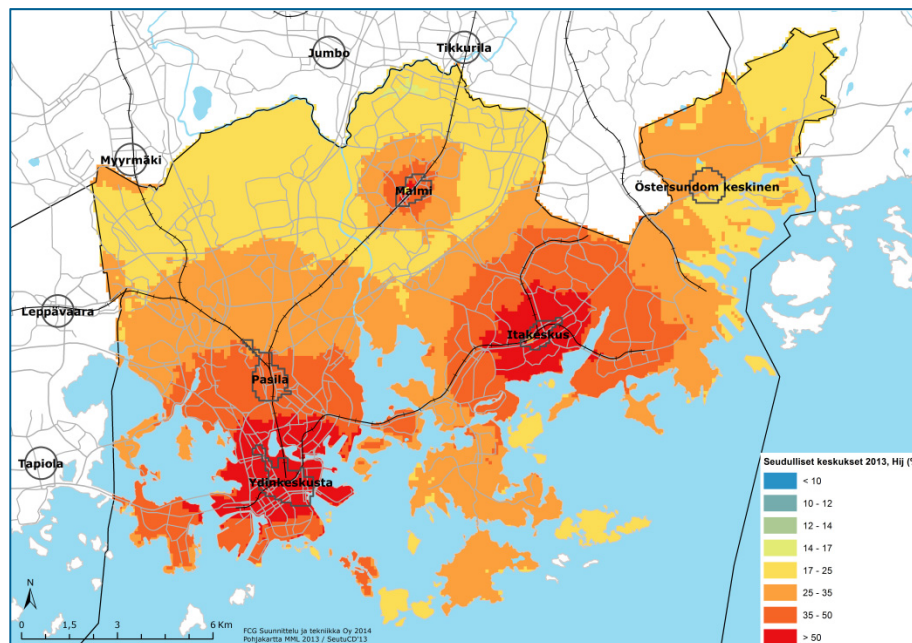 Jumbo
Tikkurila
Myyrmäki
Malmi
Östersundom keskinen
Leppävaara
Itäkeskus
Pasila
Tapiola
Ydinkeskusta
Seudulliset keskukset 2013, Hij (%
< 10
10 - 12
12 - 14
14 - 17
17 - 25
25 - 35
35 - 50
> 50
N
0 1,5 3 6 Km
FCG Suunnittelu ja tekniikka Oy 2014
Pohjakartta MML 2013 / SeutuCD'13